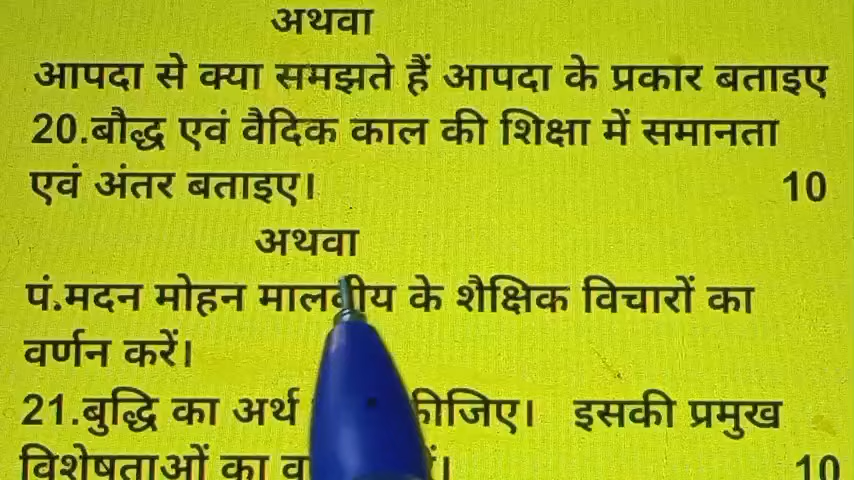 अथवा
आपदा से क्या समझते हैं आपदा के प्रकार बताइए
20.बौद्ध एवं वैदिक काल की शिक्षा में समानता
एवं अंतर बताइए। 10
अथवा
पं.मदन मोहन मालवीय के शैक्षिक विचारों का
वर्णन करें।
21.बुद्धि का अर्थ इसकी प्रमुख
विशेषताओं का 10